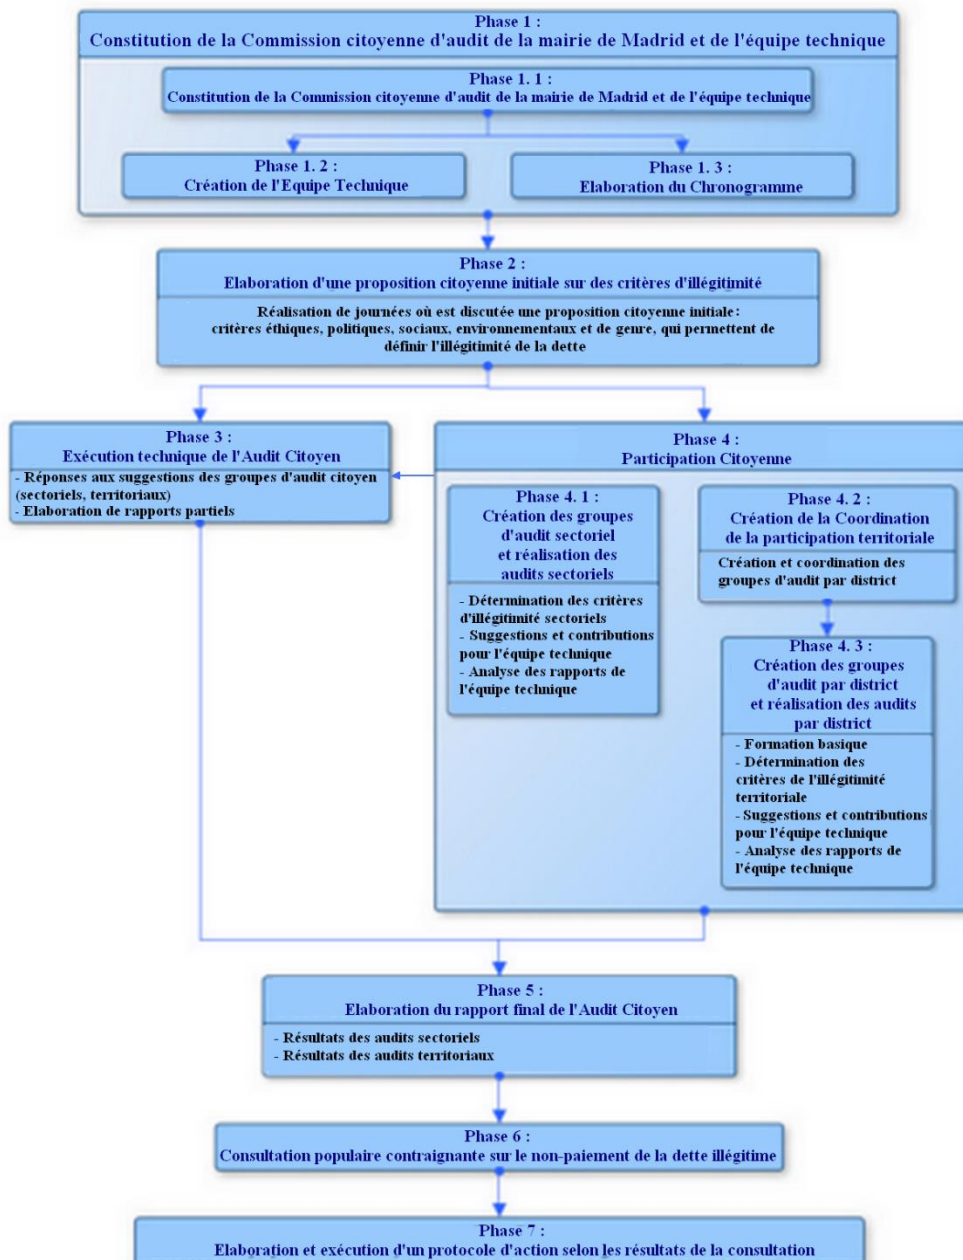 Phase 1 :
Constitution de la Commission citoyenne d'audit de la mairie de Madrid et de l'équipe technique
Phase 1. 1 :
Constitution de la Commission citoyenne d'audit de la mairie de Madrid et de l'équipe technique
Phase 1. 2 :
Création de l'Equipe Technique
Phase 1. 3 :
Elaboration du Chronogramme
Phase 2 :
Elaboration d'une proposition citoyenne initiale sur des critères d'illégitimité
Réalisation de journées où est discutée une proposition citoyenne initiale :
critères éthiques, politiques, sociaux, environnementaux et de genre, qui permettent de
définir l'illégitimité de la dette
Phase 3 :
Exécution technique de l'Audit Citoyen
- Réponses aux suggestions des groupes d'audit citoyen
(sectoriels, territoriaux)
- Elaboration de rapports partiels
Phase 4 :
Participation Citoyenne
Phase 4. 1 :
Création des groupes
d'audit sectoriel
et réalisation des
audits sectoriels
- Détermination des critères
d'illégitimité sectoriels
- Suggestions et contributions
pour l'équipe technique
- Analyse des rapports de
l'équipe technique
Phase 4. 2 :
Création de la Coordination
de la participation territoriale
Création et coordination des
groupes d'audit par district
Phase 4. 3 :
Création des groupes
d'audit par district
et réalisation des audits
par district
- Formation basique
- Détermination des
critères de l'illégitimité
territoriale
- Suggestions et contributions
pour l'équipe technique
- Analyse des rapports de
l'équipe technique
Phase 5 :
Elaboration du rapport final de l'Audit Citoyen
- Résultats des audits sectoriels
- Résultats des audits territoriaux
Phase 6 :
Consultation populaire contraignante sur le non-paiement de la dette illégitime
Phase 7 :
Elaboration et exécution d'un protocole d'action selon les résultats de la consultation